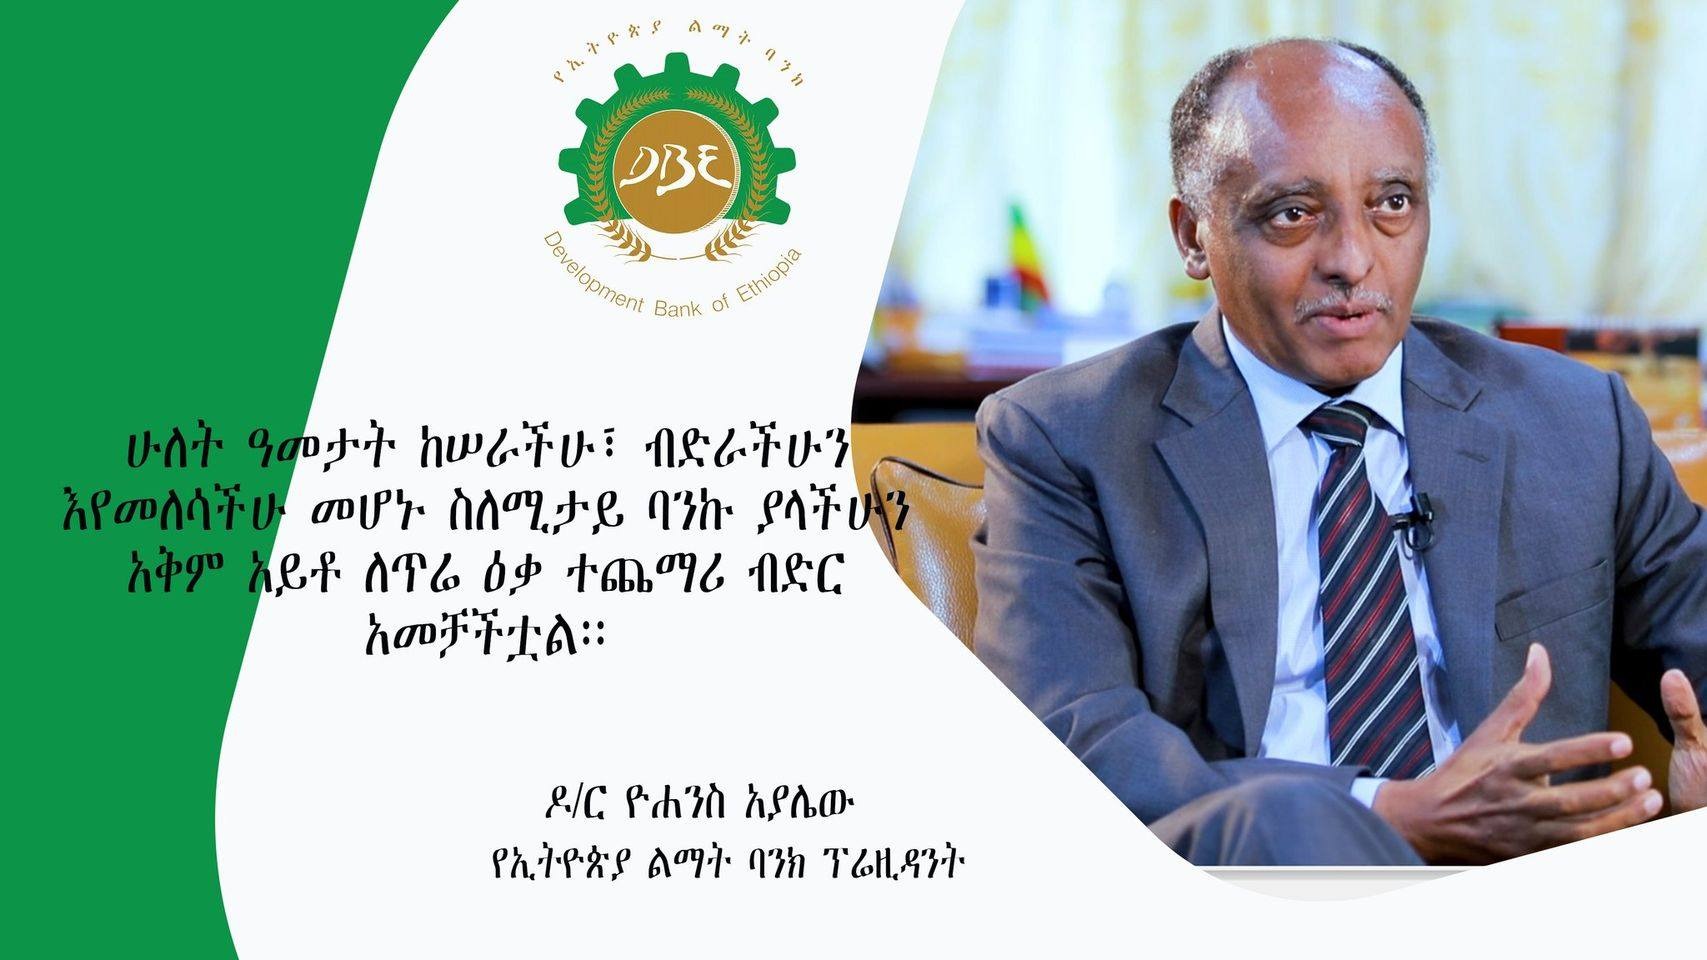 የኢትዮጵያ ልማት ባንክ
DBE
Development Bank of Ethiopia
ሁለት ዓመታት ከሠራችሁ፣ ብድራችሁን
እየመለሳችሁ መሆኑ ስለሚታይ ባንኩ ያላችሁን
አቅም አይቶ ለጥሬ ዕቃ ተጨማሪ ብድር
አመቻችቷል።
ዶ/ር ዮሐንስ አያሌው
የኢትዮጵያ ልማት ባንክ ፕሬዚዳንት